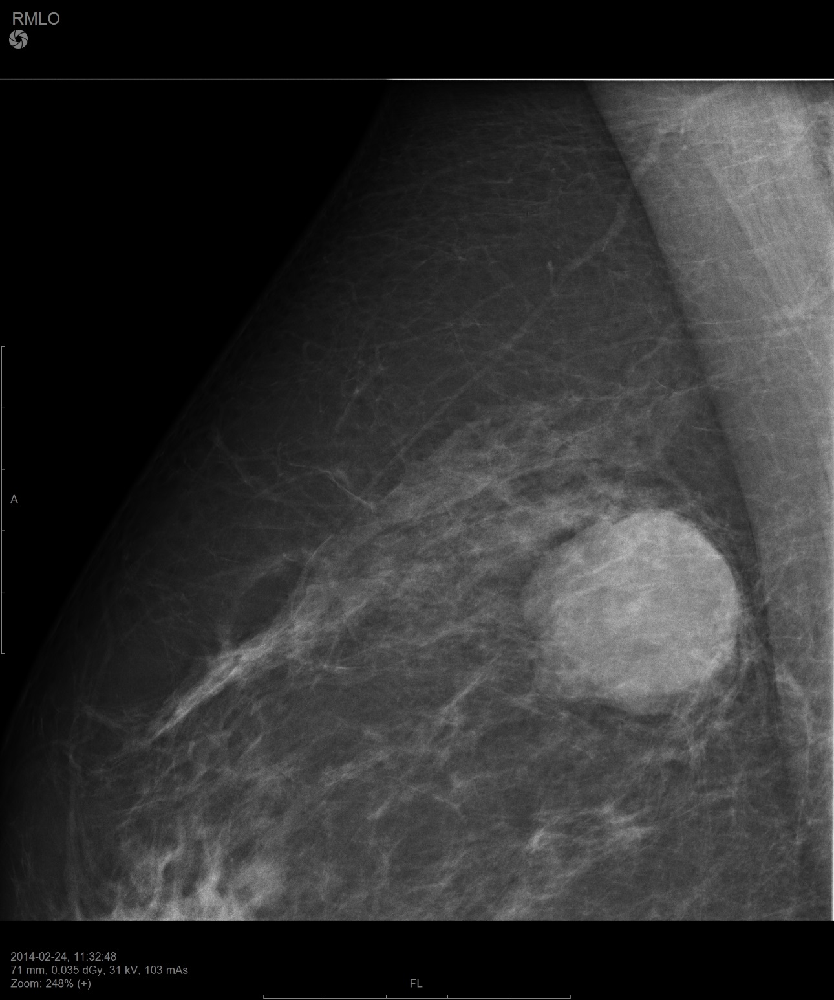 RMLO
A
2014-02-24, 11:32:48
71 mm, 0,035 dGy, 31 kV, 103 mAs
Zoom: 248% (+)
FL